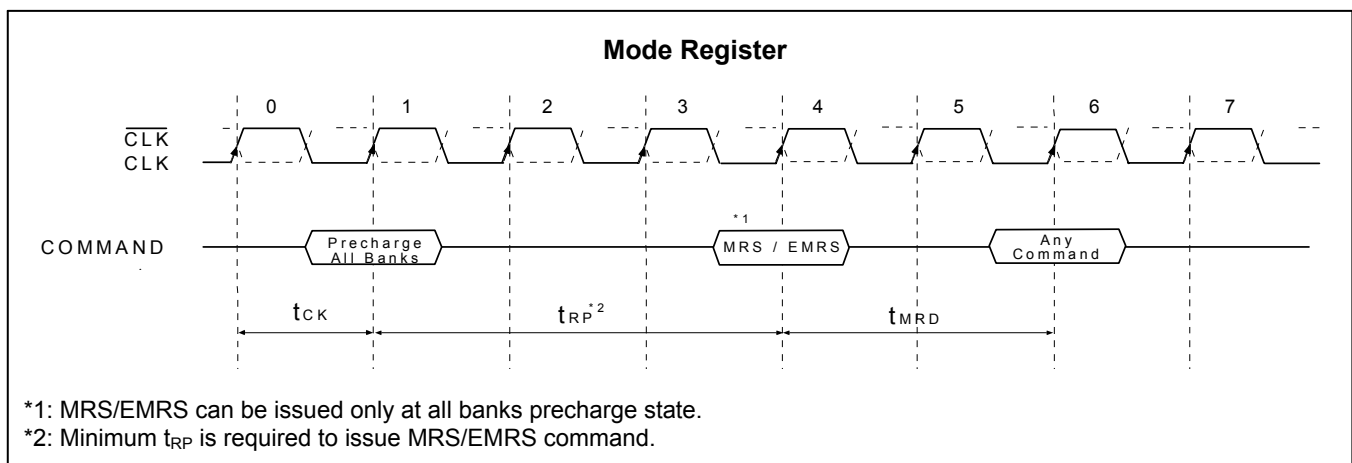 Mode Register
0 1 2 3 4 5 6 7
CLK
CLK
*1
COMMAND
Precharge
All Banks
MRS / EMRS
Any
Command
tCK
tRP*2
tMRD
*1: MRS/EMRS can be issued only at all banks precharge state.
*2: Minimum tRP is required to issue MRS/EMRS command.